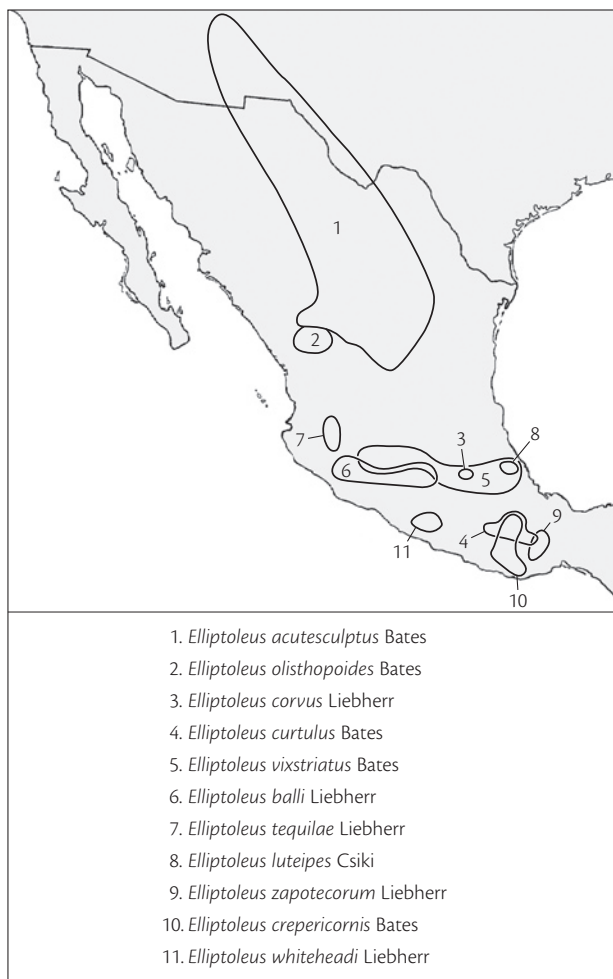 1
2
7
3
8
6
5
9
4
11
10
1. Elliptoleus acutesculptus Bates
2. Elliptoleus olisthopoides Bates
3. Elliptoleus corvus Liebherr
4. Elliptoleus curtulus Bates
5. Elliptoleus vixstriatus Bates
6. Elliptoleus balli Liebherr
7. Elliptoleus tequilae Liebherr
8. Elliptoleus luteipes Csiki
9. Elliptoleus zapotecorum Liebherr
10. Elliptoleus crepericornis Bates
11. Elliptoleus whiteheadi Liebherr